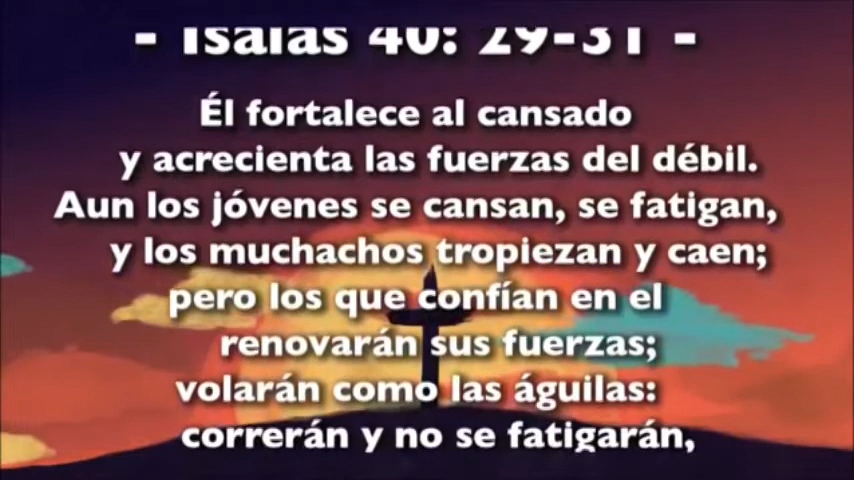 - Isaías 40: 29-31 -
Él fortalece al cansado
y acrecienta las fuerzas del débil.
Aun los jóvenes se cansan, se fatigan,
y los muchachos tropiezan y caen;
pero los que confían en el
renovarán sus fuerzas;
volarán como las águilas:
correrán y no se fatigarán,